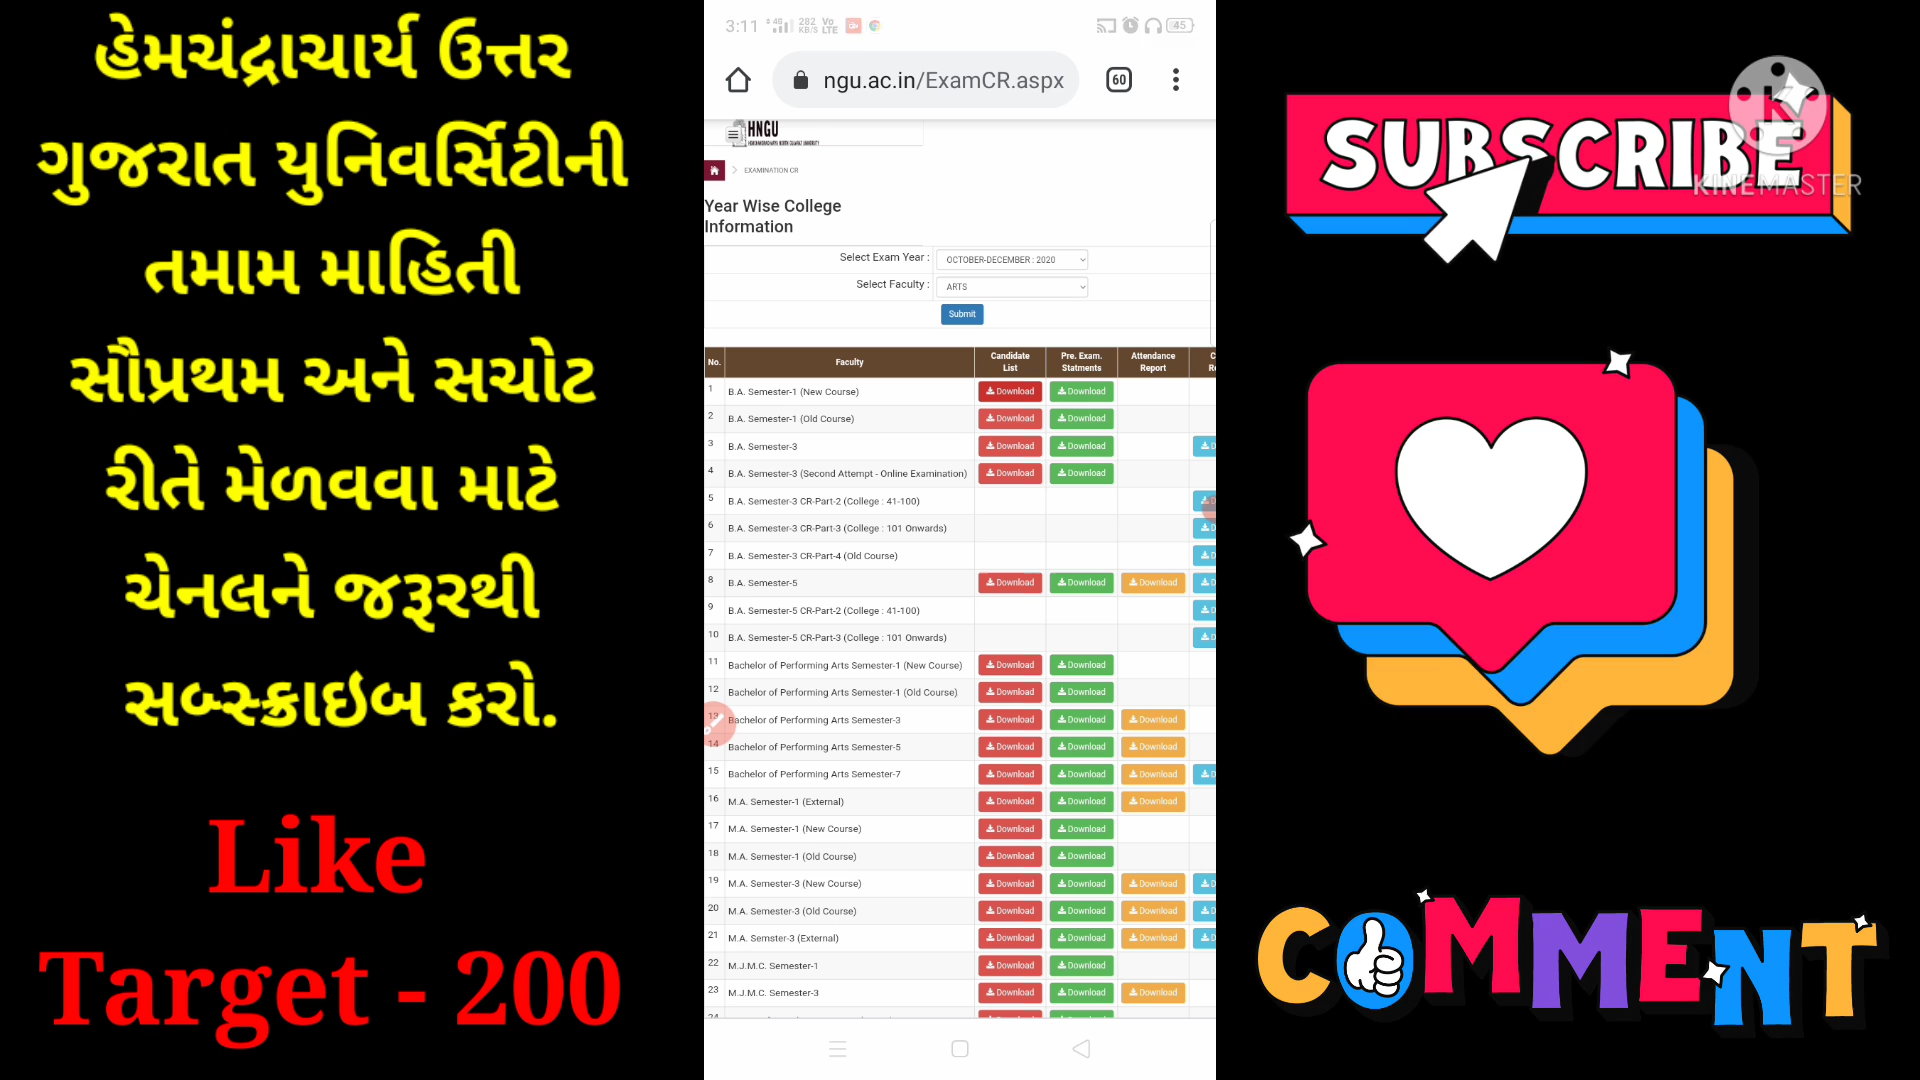 હેમચંદ્રાચાર્ય ઉત્તર
ગુજરાત યુનિવર્સિટીની
તમામ માહિતી
સૌપ્રથમ અને સચોટ
રીતે મેળવવા માટે
ચેનલને જરૂરથી
સબ્સ્ક્રાઇબ કરો.
Like
Target - 200
3:11 4G 282 KB/S Vo LTE 45
ngu.ac.in/ExamCR.aspx 60
HNGU
EXAMINATION CR
Year Wise College
Information
Select Exam Year : OCTOBER-DECEMBER : 2020
Select Faculty : ARTS
Submit
No. Faculty Candidate List Pre. Exam. Statments Attendance Report
1 B.A. Semester-1 (New Course) Download Download
2 B.A. Semester-1 (Old Course) Download Download
3 B.A. Semester-3 Download Download D
4 B.A. Semester-3 (Second Attempt - Online Examination) Download Download
5 B.A. Semester-3 CR-Part-2 (College : 41-100)
6 B.A. Semester-3 CR-Part-3 (College : 101 Onwards) D
7 B.A. Semester-3 CR-Part-4 (Old Course) D
8 B.A. Semester-5 Download Download Download D
9 B.A. Semester-5 CR-Part-2 (College : 41-100) D
10 B.A. Semester-5 CR-Part-3 (College : 101 Onwards) D
11 Bachelor of Performing Arts Semester-1 (New Course) Download Download
12 Bachelor of Performing Arts Semester-1 (Old Course) Download Download
13 Bachelor of Performing Arts Semester-3 Download Download Download
14 Bachelor of Performing Arts Semester-5 Download Download Download
15 Bachelor of Performing Arts Semester-7 Download Download Download D
16 M.A. Semester-1 (External) Download Download Download
17 M.A. Semester-1 (New Course) Download Download
18 M.A. Semester-1 (Old Course) Download Download
19 M.A. Semester-3 (New Course) Download Download Download D
20 M.A. Semester-3 (Old Course) Download Download Download D
21 M.A. Semster-3 (External) Download Download Download D
22 M.J.M.C. Semester-1 Download Download
23 M.J.M.C. Semester-3 Download Download Download
SUBSCRIBE
KINEMASTER
COMMENT